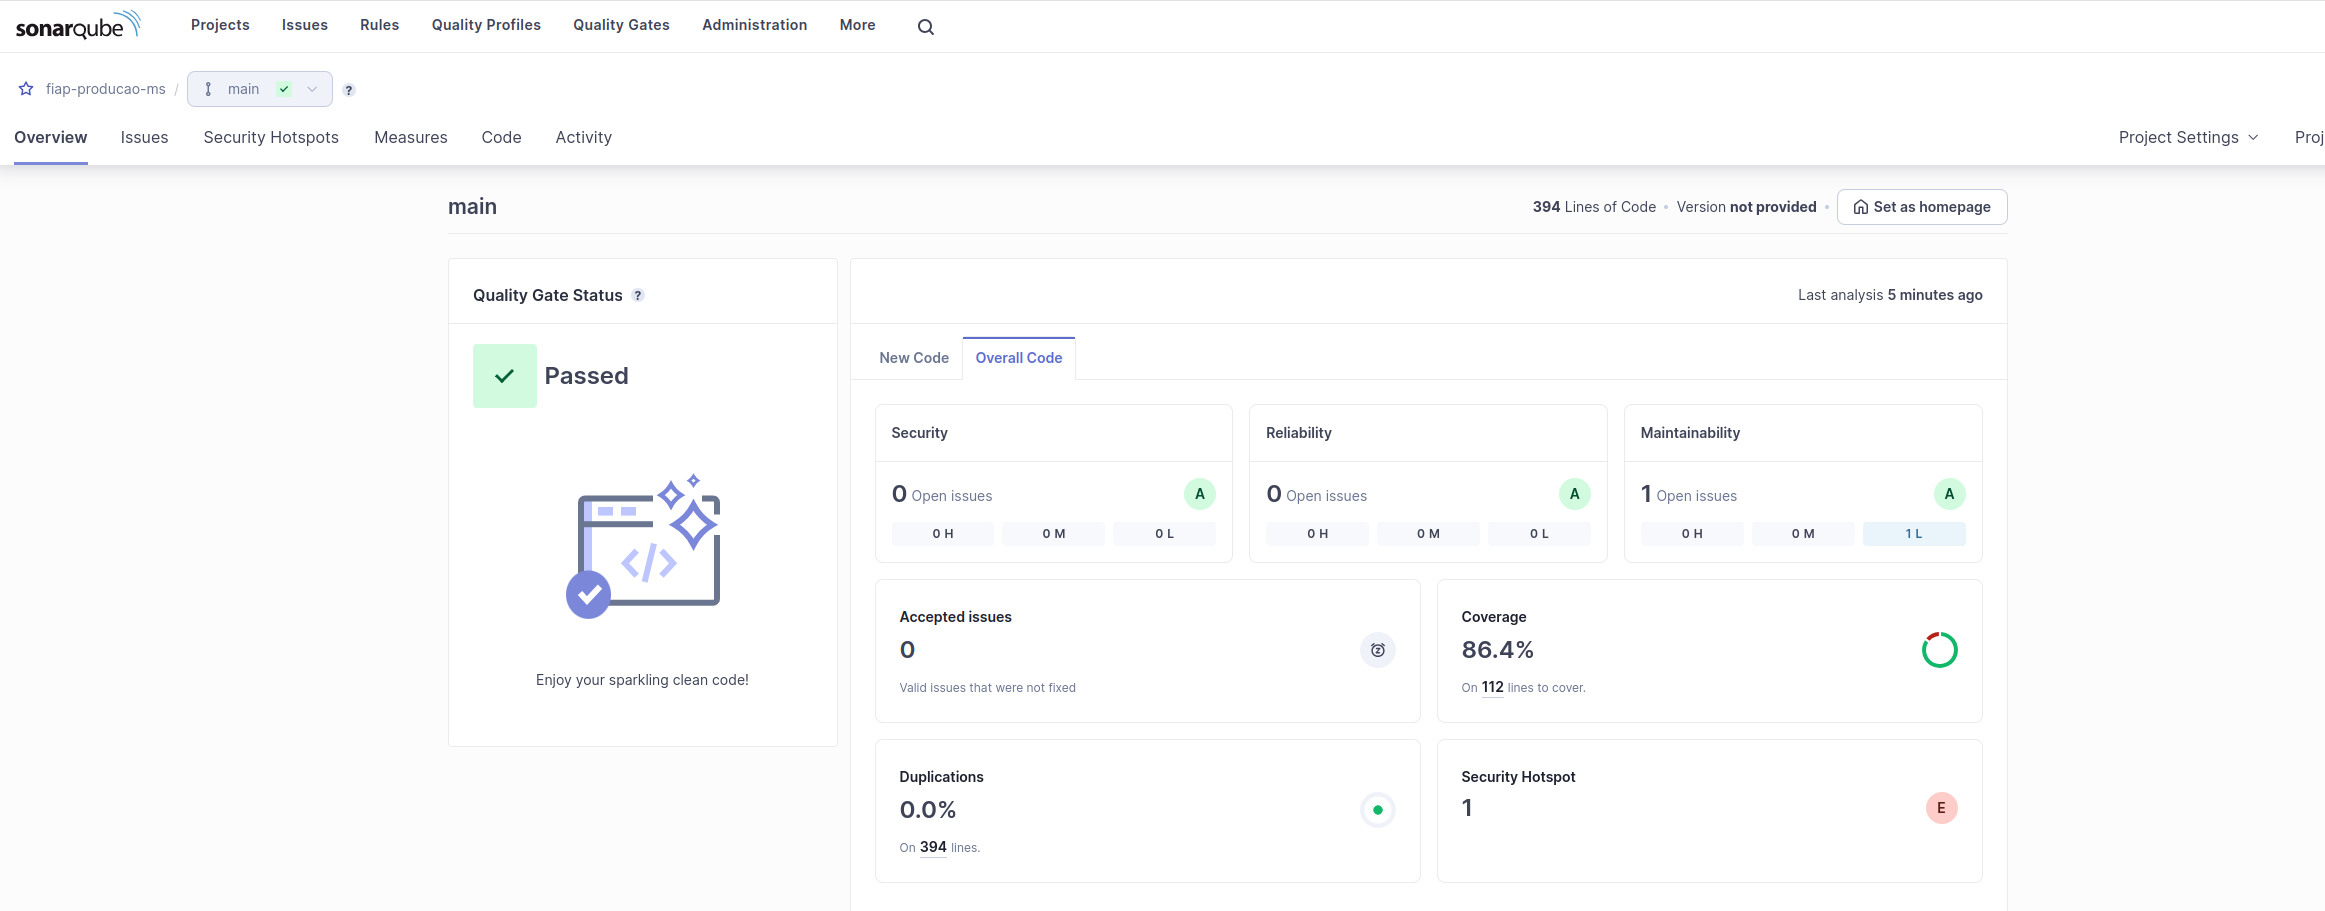 sonarqube Projects Issues Rules Quality Profiles Quality Gates Administration More
fiap-producao-ms / main ?
Overview Issues Security Hotspots Measures Code Activity Project Settings Proj
main 394 Lines of Code • Version not provided • Set as homepage
Quality Gate Status ?
Passed
Enjoy your sparkling clean code!
Last analysis 5 minutes ago
New Code Overall Code
Security
0 Open issues A
0 H 0 M 0 L
Reliability
0 Open issues A
0 H 0 M 0 L
Maintainability
1 Open issues A
0 H 0 M 1 L
Accepted issues
0
Valid issues that were not fixed
Coverage
86.4%
On 112 lines to cover.
Duplications
0.0%
On 394 lines.
Security Hotspot
1 E